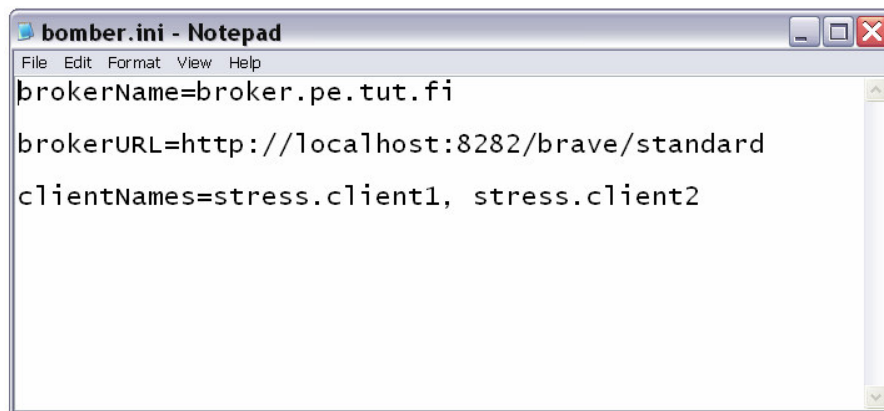 bomber.ini - Notepad
File Edit Format View Help
brokerName=broker.pe.tut.fi
brokerURL=http://localhost:8282/brave/standard
clientNames=stress.client1, stress.client2